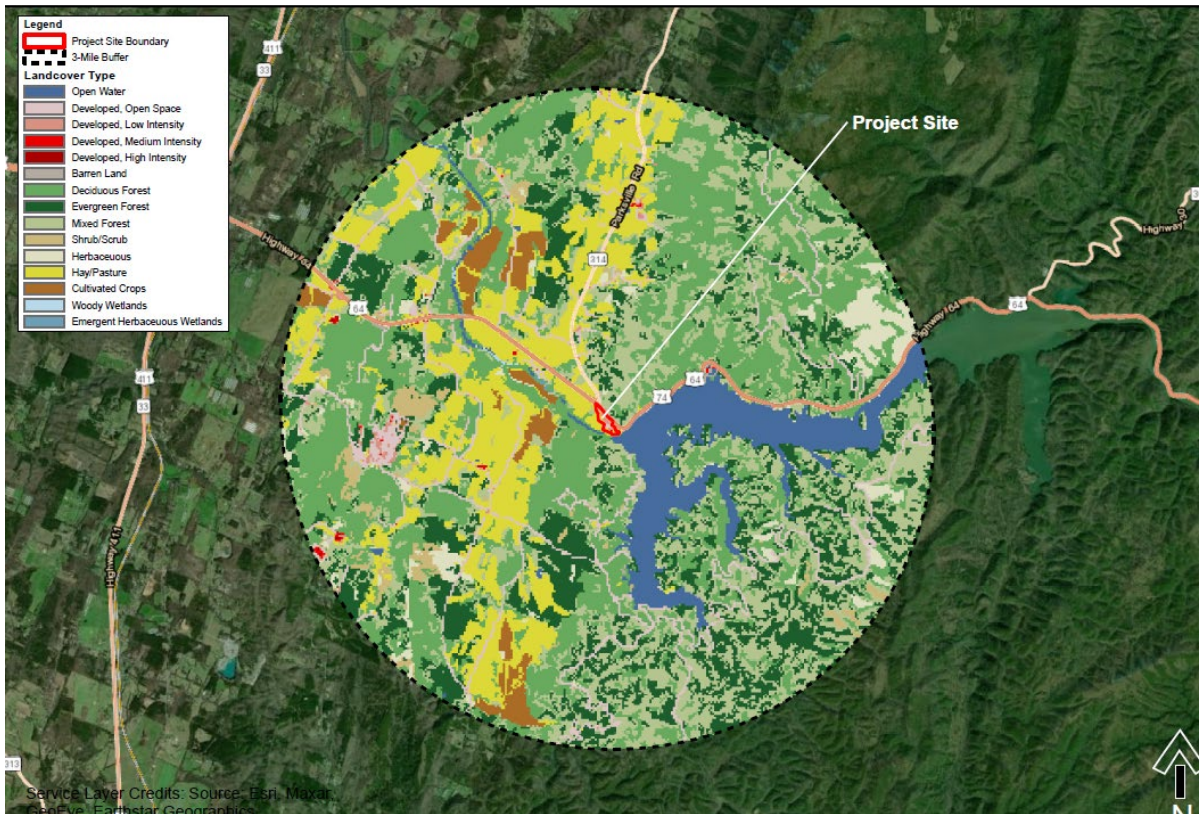 Legend
Project Site Boundary
3-Mile Buffer
Landcover Type
Open Water
Developed, Open Space
Developed, Low Intensity
Developed, Medium Intensity
Developed, High Intensity
Barren Land
Deciduous Forest
Evergreen Forest
Mixed Forest
Shrub/Scrub
Herbaceuous
Hay/Pasture
Cultivated Crops
Woody Wetlands
Emergent Herbaceuous Wetlands
411
33
Project Site
Parksville Rd
314
Highway 64
64
Highway 30
64
Highway 64
74
64
411
33
Highway 411
313
Service Layer Credits: Source: Esri, Maxar,
GeoEye, Earthstar Geographics
N